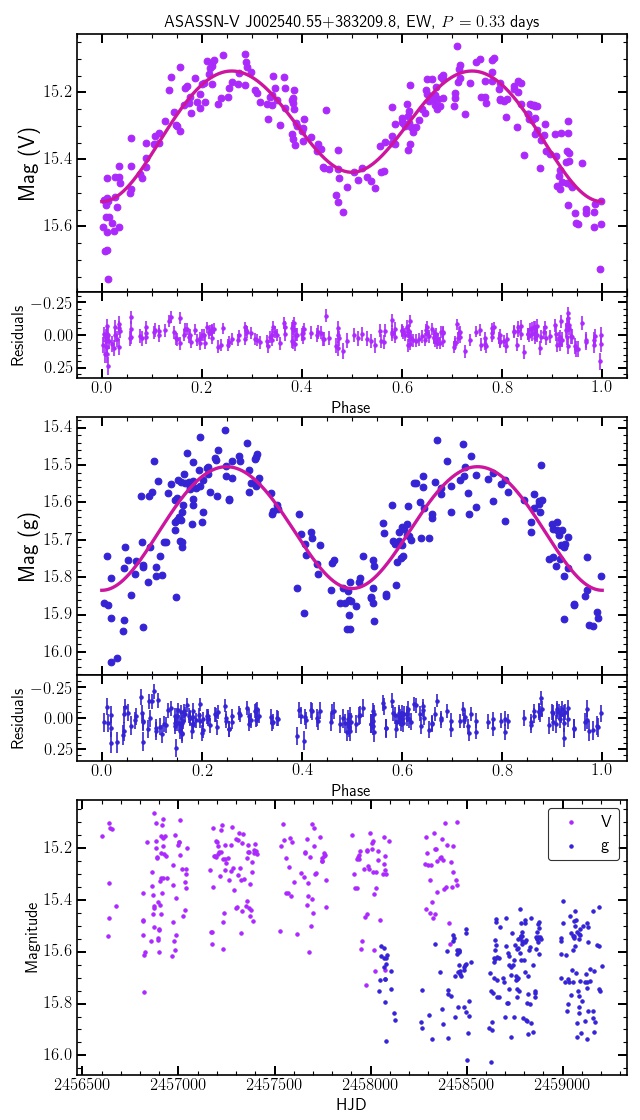 ASASSN-V J002540.55+383209.8, EW, P = 0.33 days
Mag (V)
15.2
15.4
15.6
Residuals
−0.25
0.00
0.25
0.0 0.2 0.4 0.6 0.8 1.0
Phase
Mag (g)
15.4
15.5
15.6
15.7
15.8
15.9
16.0
Residuals
−0.25
0.00
0.25
0.0 0.2 0.4 0.6 0.8 1.0
Phase
V
g
Magnitude
15.2
15.4
15.6
15.8
16.0
2456500 2457000 2457500 2458000 2458500 2459000
HJD